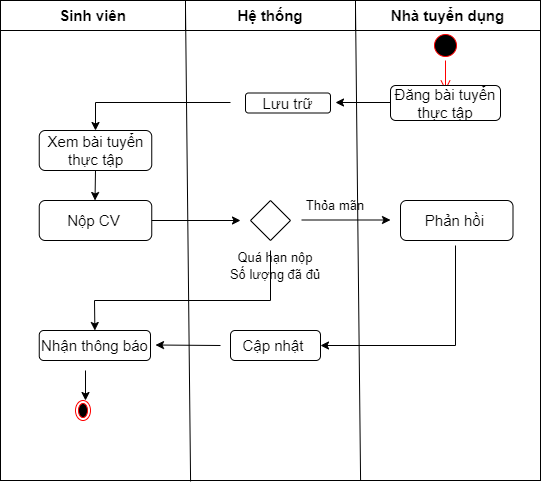 Sinh viên
Hệ thống
Nhà tuyển dụng
Đăng bài tuyển
thực tập
Lưu trữ
Xem bài tuyển
thực tập
Nộp CV
Thỏa mãn
Phản hồi
Quá hạn nộp
Số lượng đã đủ
Nhận thông báo
Cập nhật